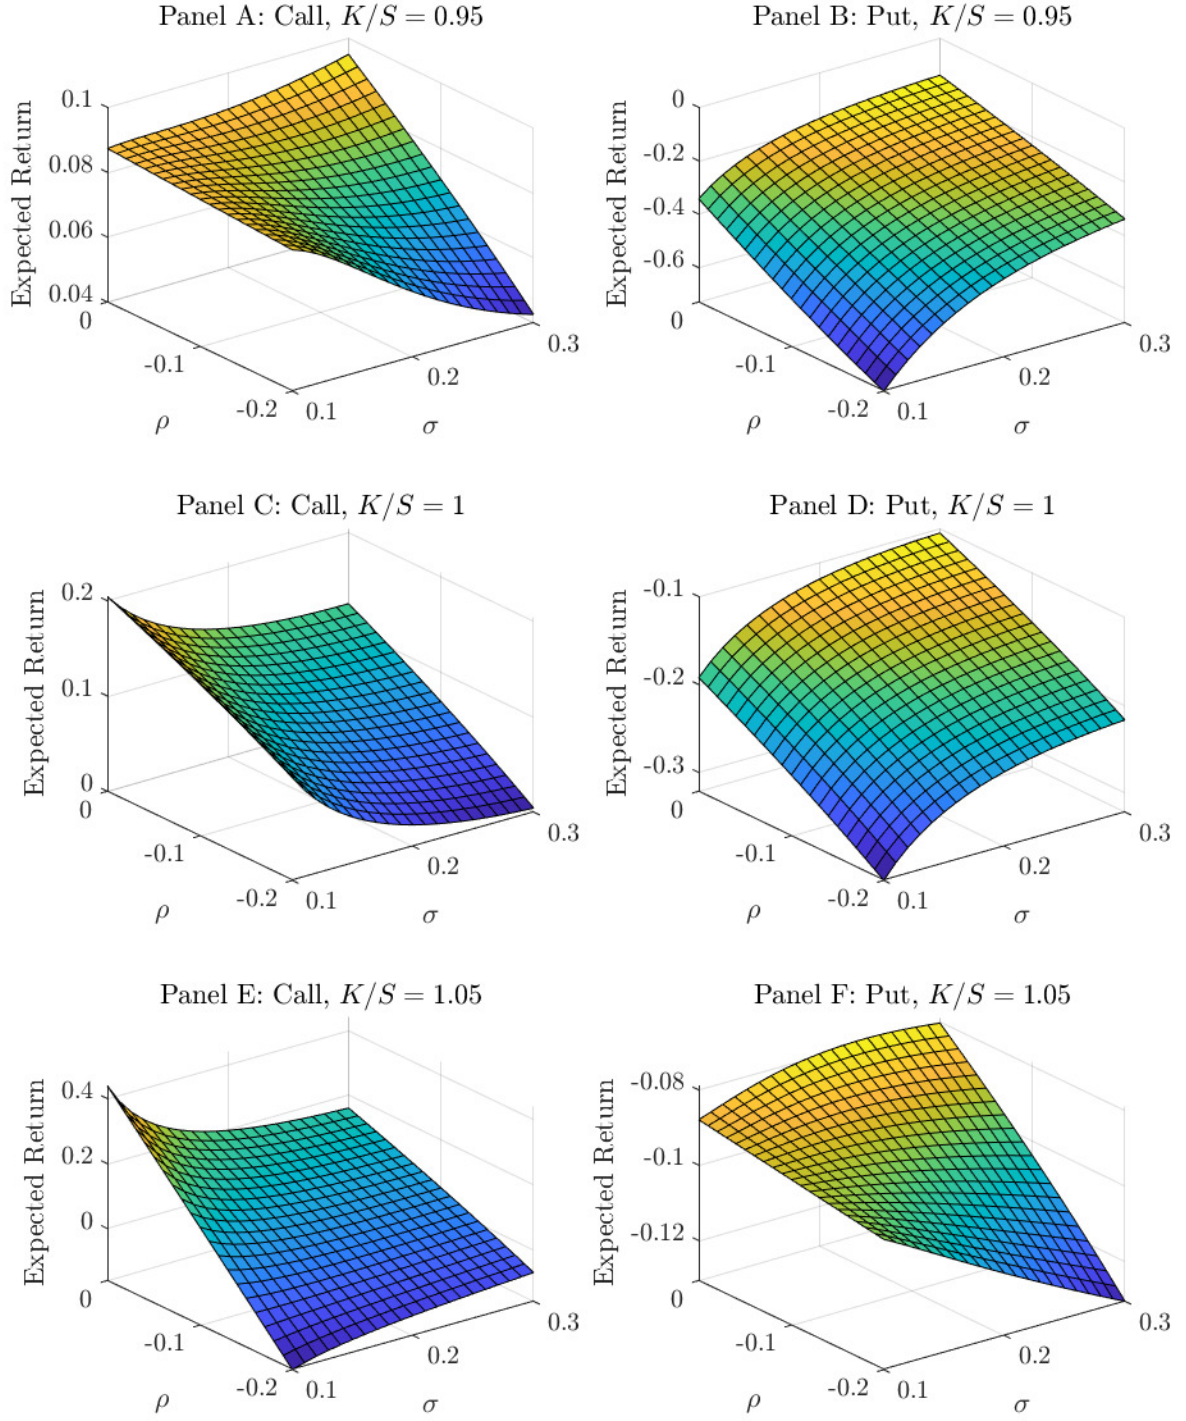 Panel A: Call, K/S = 0.95
Expected Return
0.1
0.08
0.06
0.04
0
-0.1
-0.2
ρ
0.1
0.2
0.3
σ
Panel B: Put, K/S = 0.95
Expected Return
0
-0.2
-0.4
-0.6
0
-0.1
-0.2
ρ
0.1
0.2
0.3
σ
Panel C: Call, K/S = 1
Expected Return
0.2
0.1
0
0
-0.1
-0.2
ρ
0.1
0.2
0.3
σ
Panel D: Put, K/S = 1
Expected Return
-0.1
-0.2
-0.3
0
-0.1
-0.2
ρ
0.1
0.2
0.3
σ
Panel E: Call, K/S = 1.05
Expected Return
0.4
0.2
0
0
-0.1
-0.2
ρ
0.1
0.2
0.3
σ
Panel F: Put, K/S = 1.05
Expected Return
-0.08
-0.1
-0.12
0
-0.1
-0.2
ρ
0.1
0.2
0.3
σ